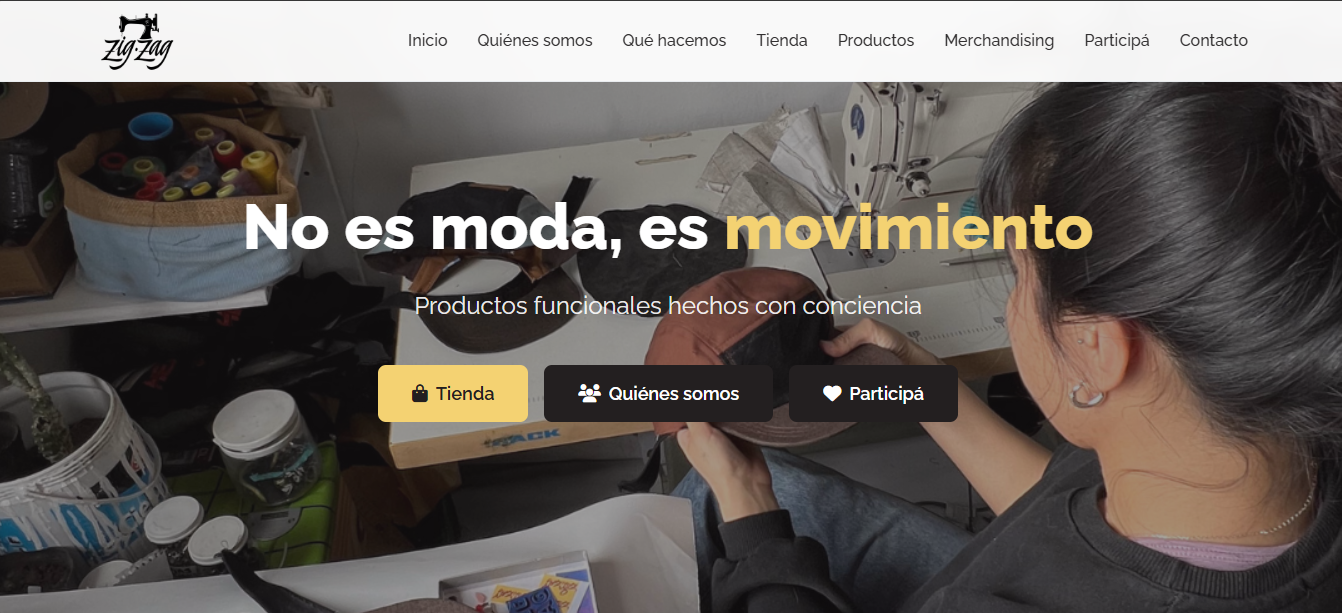 zig·zag
Inicio
Quiénes somos
Qué hacemos
Tienda
Productos
Merchandising
Participá
Contacto
No es moda, es movimiento
Productos funcionales hechos con conciencia
Tienda
Quiénes somos
Participá
JACK